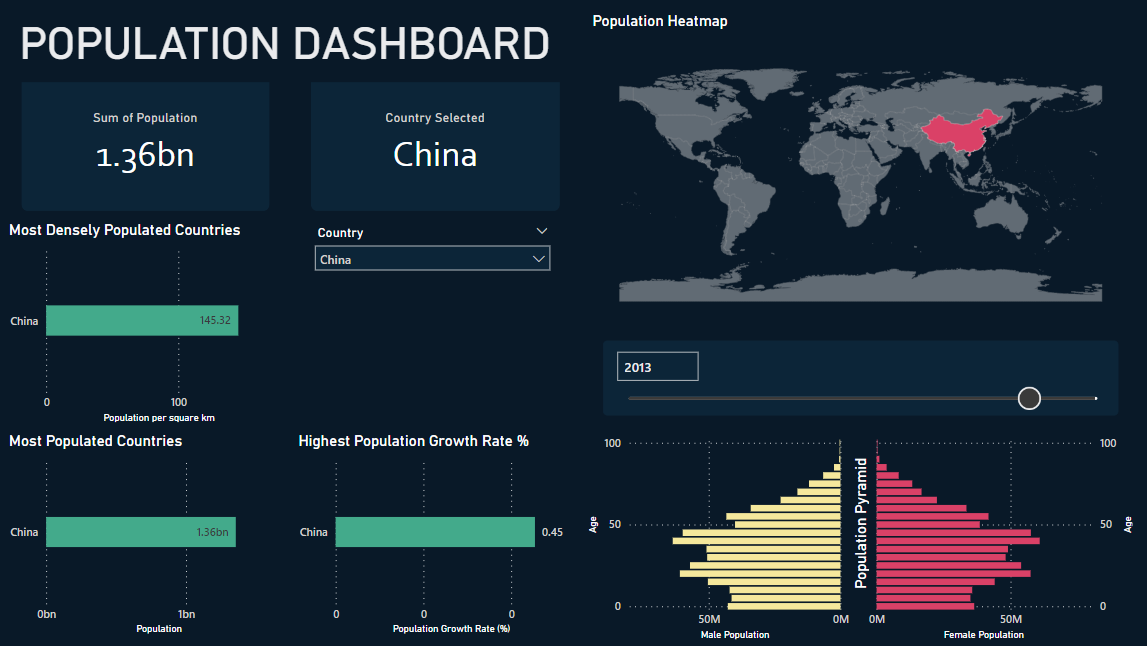 POPULATION DASHBOARD
Sum of Population
1.36bn
Country Selected
China
Most Densely Populated Countries
China
145.32
0
100
Population per square km
Country
China
Most Populated Countries
China
1.36bn
0bn
1bn
Population
Highest Population Growth Rate %
China
0.45
0
0
0
Population Growth Rate (%)
Population Heatmap
2013
100
50
0
Age
50M
0M
Male Population
Population Pyramid
0M
50M
Female Population
100
50
0
Age